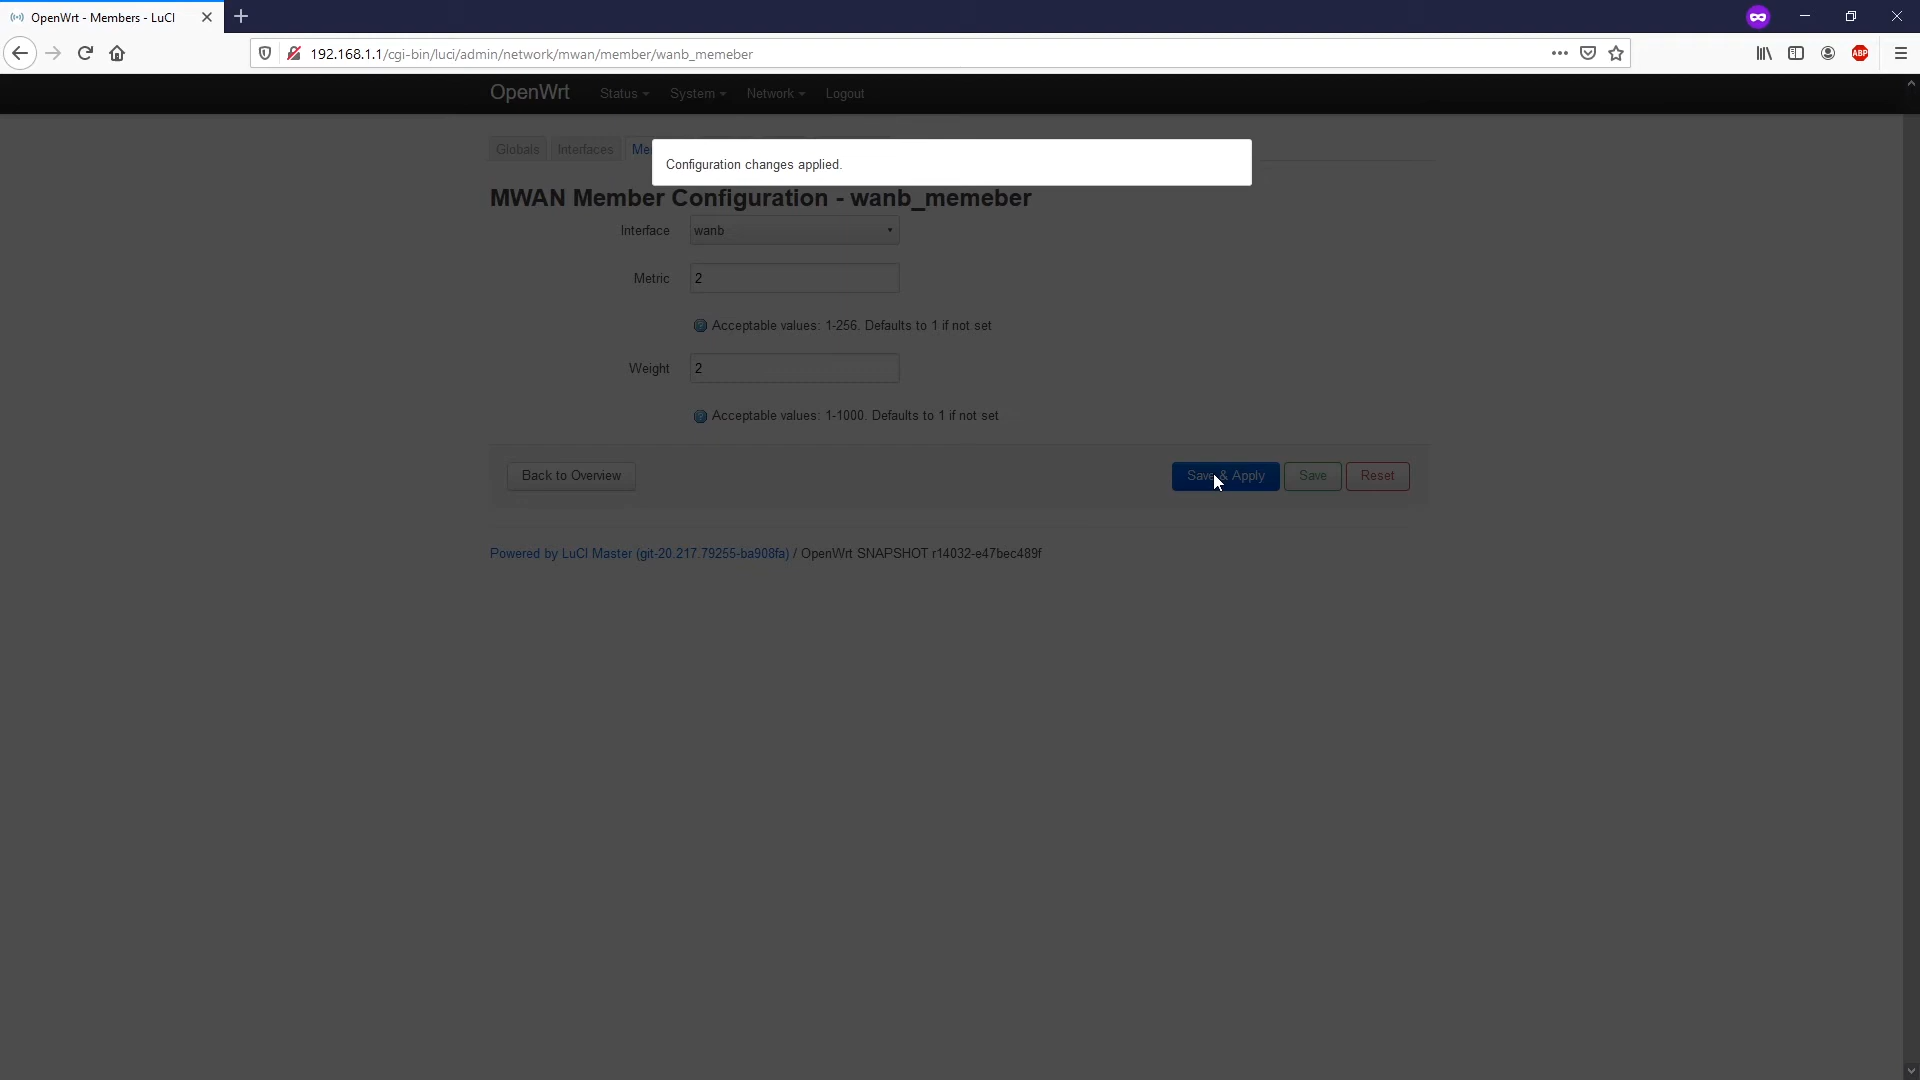 OpenWrt - Members - LuCI
192.168.1.1/cgi-bin/luci/admin/network/mwan/member/wanb_memeber
ABP
OpenWrt Status System Network Logout
Globals Interfaces Me
Configuration changes applied.
MWAN Member Configuration - wanb_memeber
Interface wanb
Metric 2
Acceptable values: 1-256. Defaults to 1 if not set
Weight 2
Acceptable values: 1-1000. Defaults to 1 if not set
Back to Overview Save & Apply Save Reset
Powered by LuCI Master (git-20.217.79255-ba908fa) / OpenWrt SNAPSHOT r14032-e47bec489f